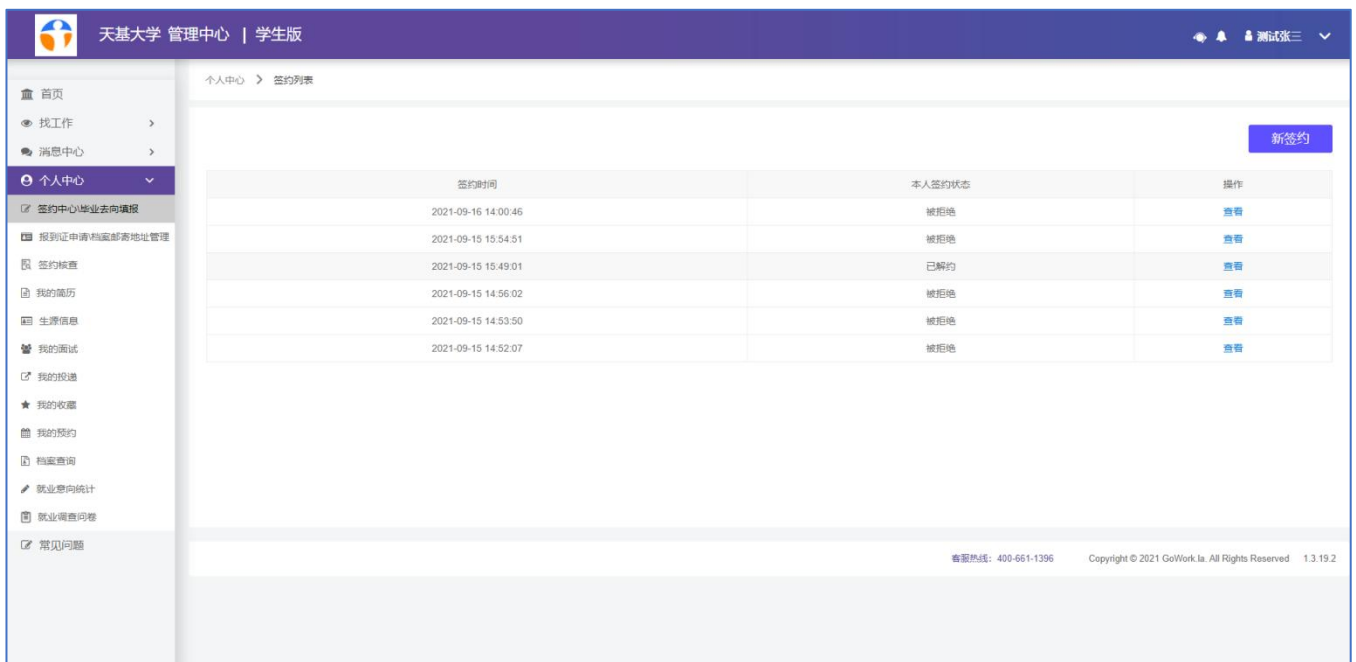 天基大学 管理中心 | 学生版
测试张三
首页
找工作
消息中心
个人中心
签约中心\毕业去向填报
报到证申请\档案邮寄地址管理
签约核查
我的简历
生源信息
我的面试
我的投递
我的收藏
我的预约
档案查询
就业意向统计
就业调查问卷
常见问题
个人中心 > 签约列表
新签约
签约时间 本人签约状态 操作
2021-09-16 14:00:46 被拒绝 查看
2021-09-15 15:54:51 被拒绝 查看
2021-09-15 15:49:01 已解约 查看
2021-09-15 14:56:02 被拒绝 查看
2021-09-15 14:53:50 被拒绝 查看
2021-09-15 14:52:07 被拒绝 查看
客服热线：400-661-1396 Copyright © 2021 GoWork.la. All Rights Reserved 1.3.19.2